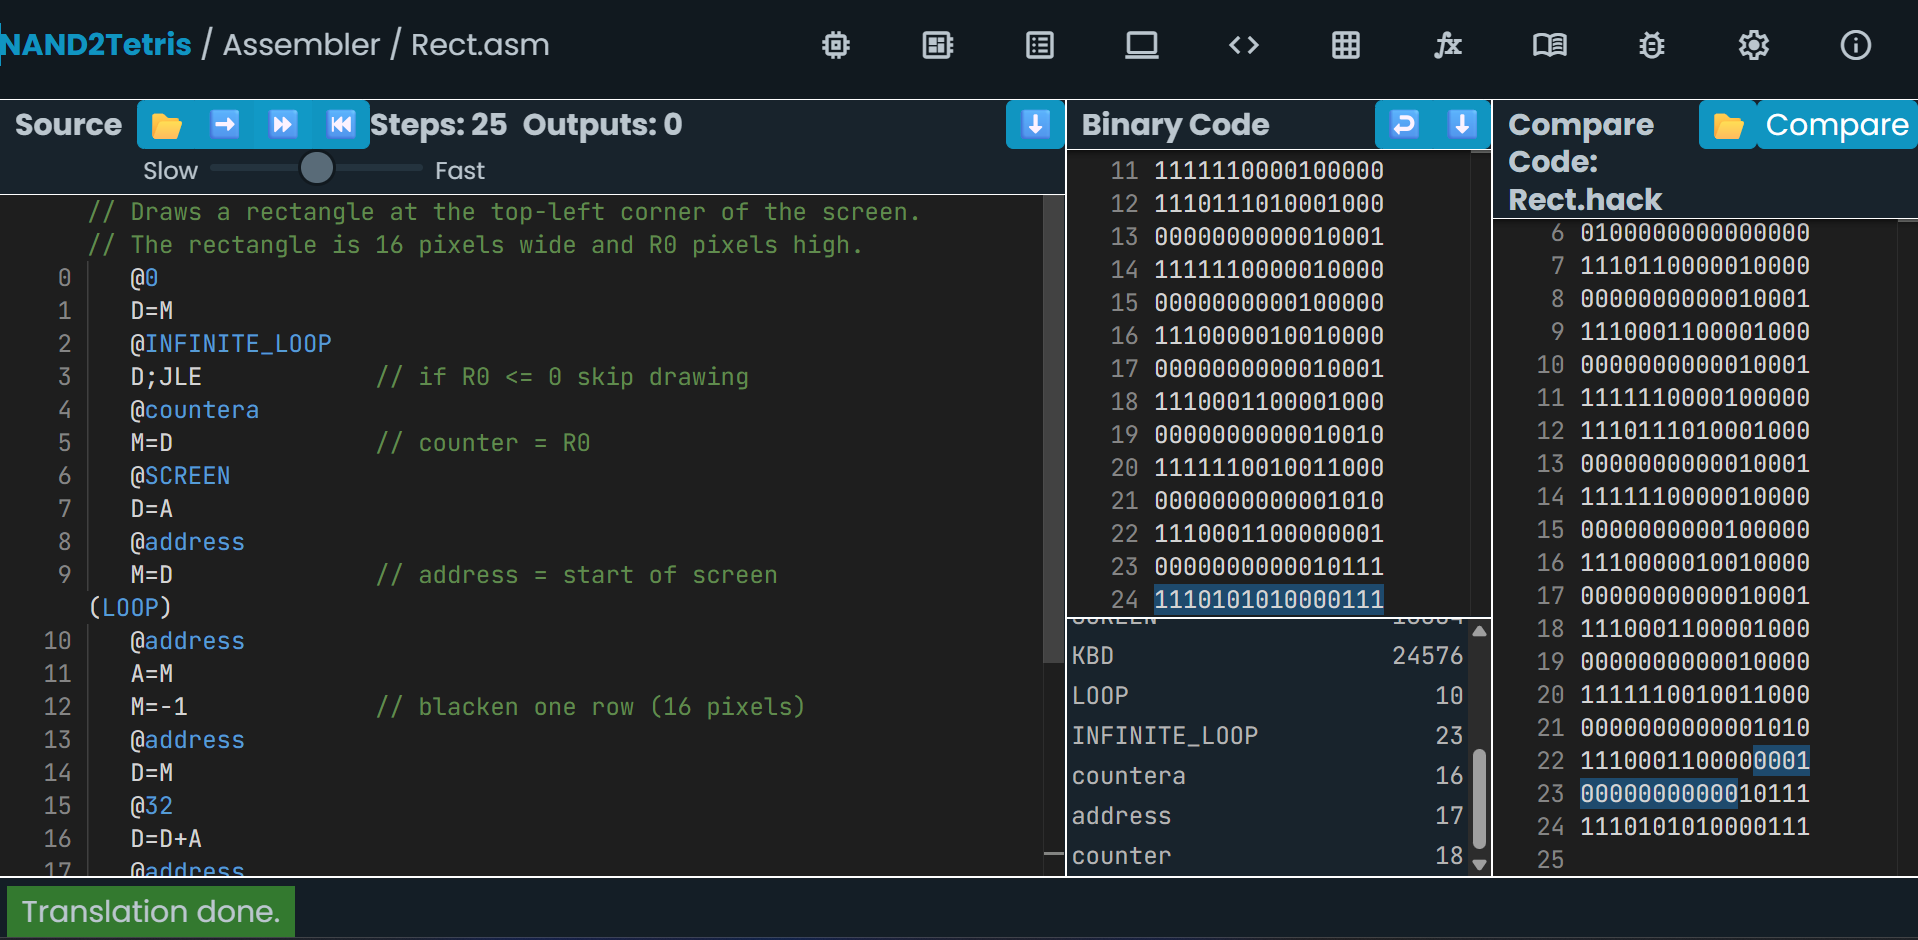 NAND2Tetris / Assembler / Rect.asm
Source
Steps: 25 Outputs: 0
Slow
Fast
// Draws a rectangle at the top-left corner of the screen.
// The rectangle is 16 pixels wide and R0 pixels high.
0 @0
1 D=M
2 @INFINITE_LOOP
3 D;JLE // if R0 <= 0 skip drawing
4 @countera
5 M=D // counter = R0
6 @SCREEN
7 D=A
8 @address
9 M=D // address = start of screen
(LOOP)
10 @address
11 A=M
12 M=-1 // blacken one row (16 pixels)
13 @address
14 D=M
15 @32
16 D=D+A
17 @address
Binary Code
11 1111110000100000
12 1110111010001000
13 0000000000010001
14 1111110000010000
15 0000000000100000
16 1110000010010000
17 0000000000010001
18 1110001100001000
19 0000000000010010
20 1111110010011000
21 0000000000001010
22 1110001100000001
23 0000000000010111
24 1110101010000111
SCREEN 16384
KBD 24576
LOOP 10
INFINITE_LOOP 23
countera 16
address 17
counter 18
Compare
Code:
Rect.hack
Compare
6 0100000000000000
7 1110110000010000
8 0000000000010001
9 1110001100001000
10 0000000000010001
11 1111110000100000
12 1110111010001000
13 0000000000010001
14 1111110000010000
15 0000000000100000
16 1110000010010000
17 0000000000010001
18 1110001100001000
19 0000000000010000
20 1111110010011000
21 0000000000001010
22 1110001100000001
23 0000000000010111
24 1110101010000111
25
Translation done.